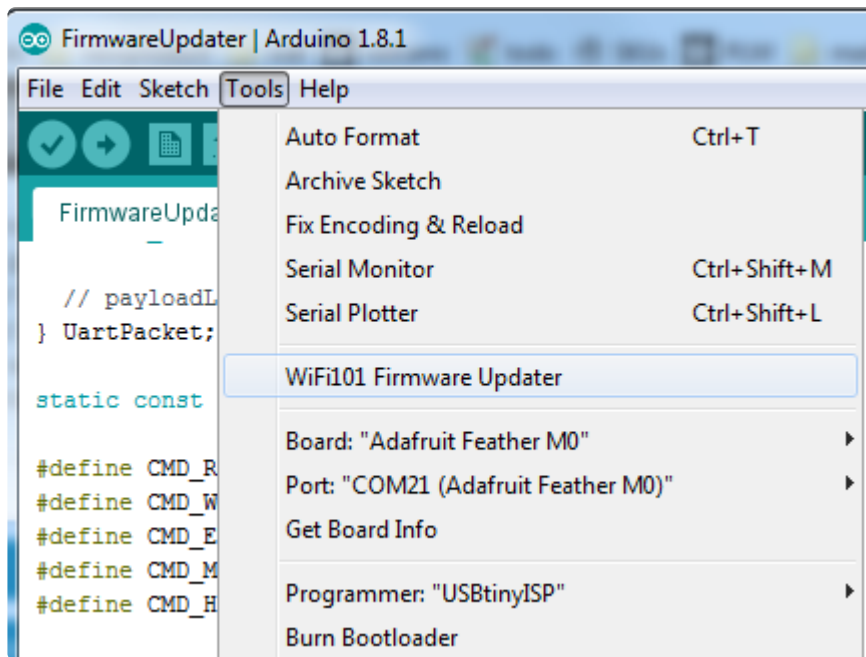 FirmwareUpdater | Arduino 1.8.1
File Edit Sketch Tools Help
Auto Format Ctrl+T
Archive Sketch
FirmwareUpda
Fix Encoding & Reload
Serial Monitor Ctrl+Shift+M
// payloadL
Serial Plotter Ctrl+Shift+L
} UartPacket;
WiFi101 Firmware Updater
static const
Board: "Adafruit Feather M0"
#define CMD_R
Port: "COM21 (Adafruit Feather M0)"
#define CMD_W
Get Board Info
#define CMD_E
#define CMD_M
Programmer: "USBtinyISP"
#define CMD_H
Burn Bootloader